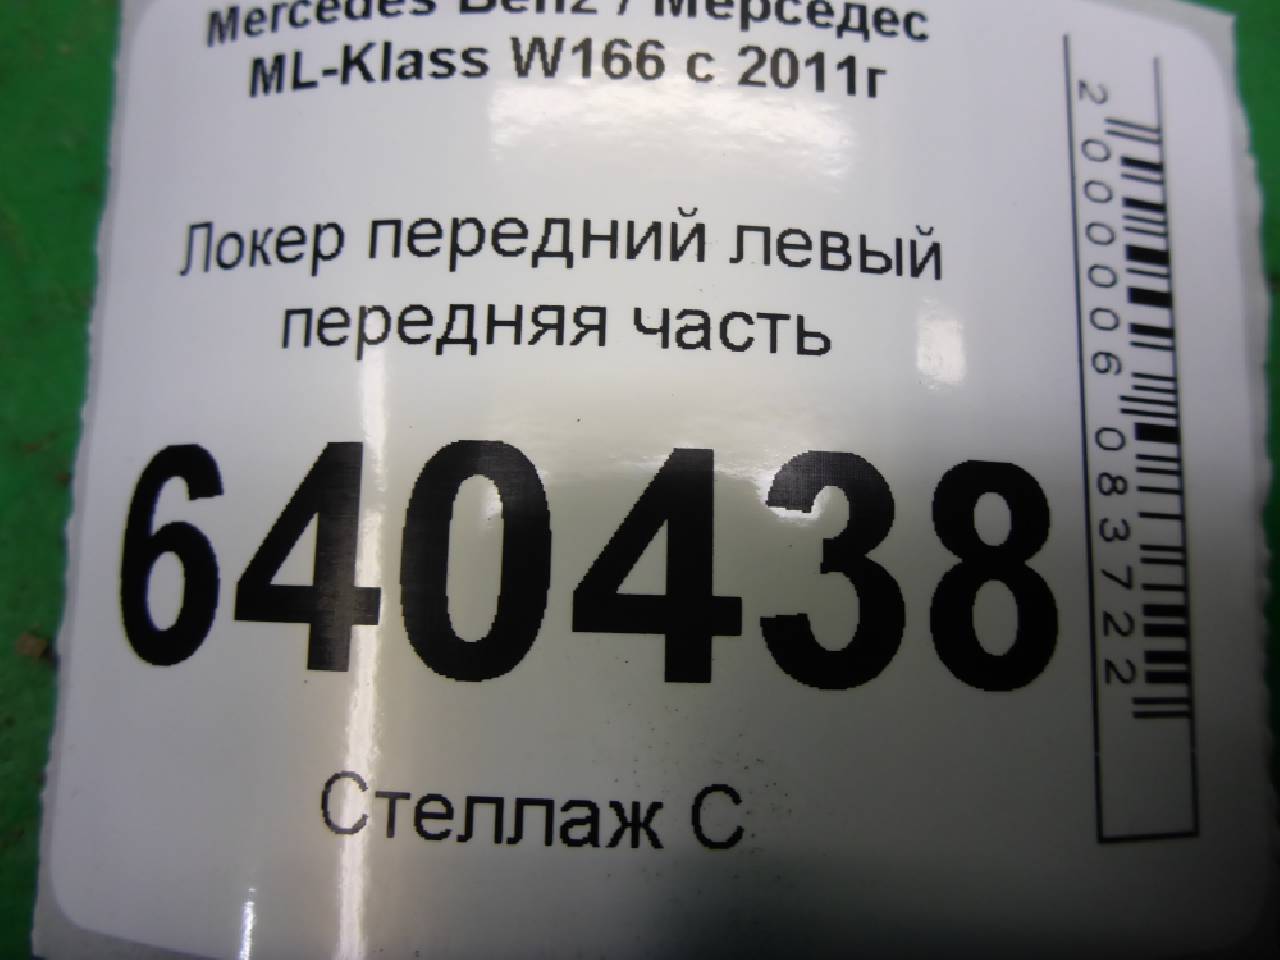 Mercedes Benz / Мерседес
ML-Klass W166 с 2011г
Локер передний левый
передняя часть
640438
Стеллаж С
2000006083722